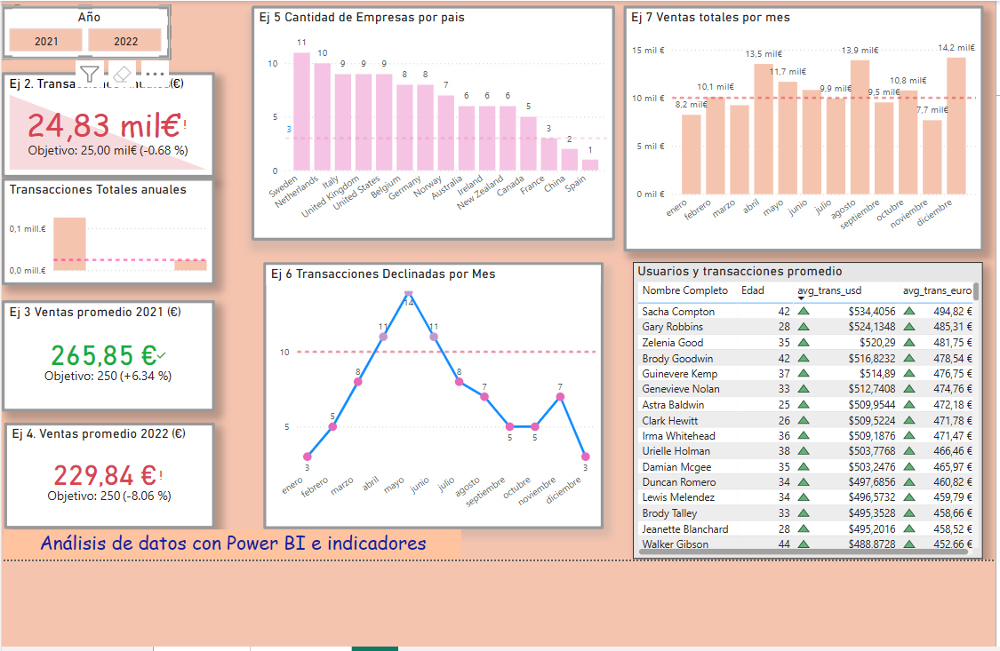 Año
2021 2022
Ej 2. Transacciones Anuales(€)
24,83 mil€!
Objetivo: 25,00 mil€ (-0.68 %)
Transacciones Totales anuales
0,1 mill.€
0,0 mill.€
Ej 3 Ventas promedio 2021 (€)
265,85 €
Objetivo: 250 (+6.34 %)
Ej 4. Ventas promedio 2022 (€)
229,84 €!
Objetivo: 250 (-8.06 %)
Análisis de datos con Power BI e indicadores
Ej 5 Cantidad de Empresas por pais
11 10 9 9 9 8 8 7 6 6 6 5 3 2 1
10
5
3
0
Sweden Netherlands Italy United Kingdom United States Belgium Germany Norway Australia Ireland New Zealand Canada France China Spain
Ej 6 Transacciones Declinadas por Mes
10
5
3 5 8 11 14 11 8 7 5 5 7 3
enero febrero marzo abril mayo junio julio agosto septiembre octubre noviembre diciembre
Ej 7 Ventas totales por mes
15 mil €
10 mil €
5 mil €
0 mil €
8,2 mil€ 10,1 mil€ 13,5 mil€ 11,7 mil€ 9,9 mil€ 13,9 mil€ 9,5 mil€ 10,8 mil€ 7,7 mil€ 14,2 mil€
enero febrero marzo abril mayo junio julio agosto septiembre octubre noviembre diciembre
Usuarios y transacciones promedio
Nombre Completo Edad avg_trans_usd avg_trans_euro
Sacha Compton 42 $534,4056 494,82 €
Gary Robbins 28 $524,1348 485,31 €
Zelenia Good 35 $520,29 481,75 €
Brody Goodwin 42 $516,8232 478,54 €
Guinevere Kemp 37 $514,89 476,75 €
Genevieve Nolan 33 $512,7408 474,76 €
Astra Baldwin 25 $509,9544 472,18 €
Clark Hewitt 26 $509,5224 471,78 €
Irma Whitehead 36 $509,1876 471,47 €
Urielle Holman 38 $503,7768 466,46 €
Damian Mcgee 35 $503,2476 465,97 €
Duncan Romero 34 $497,6856 460,82 €
Lewis Melendez 34 $496,5732 459,79 €
Brody Talley 33 $495,3528 458,66 €
Jeanette Blanchard 28 $495,2016 458,52 €
Walker Gibson 44 $488,8728 452,66 €